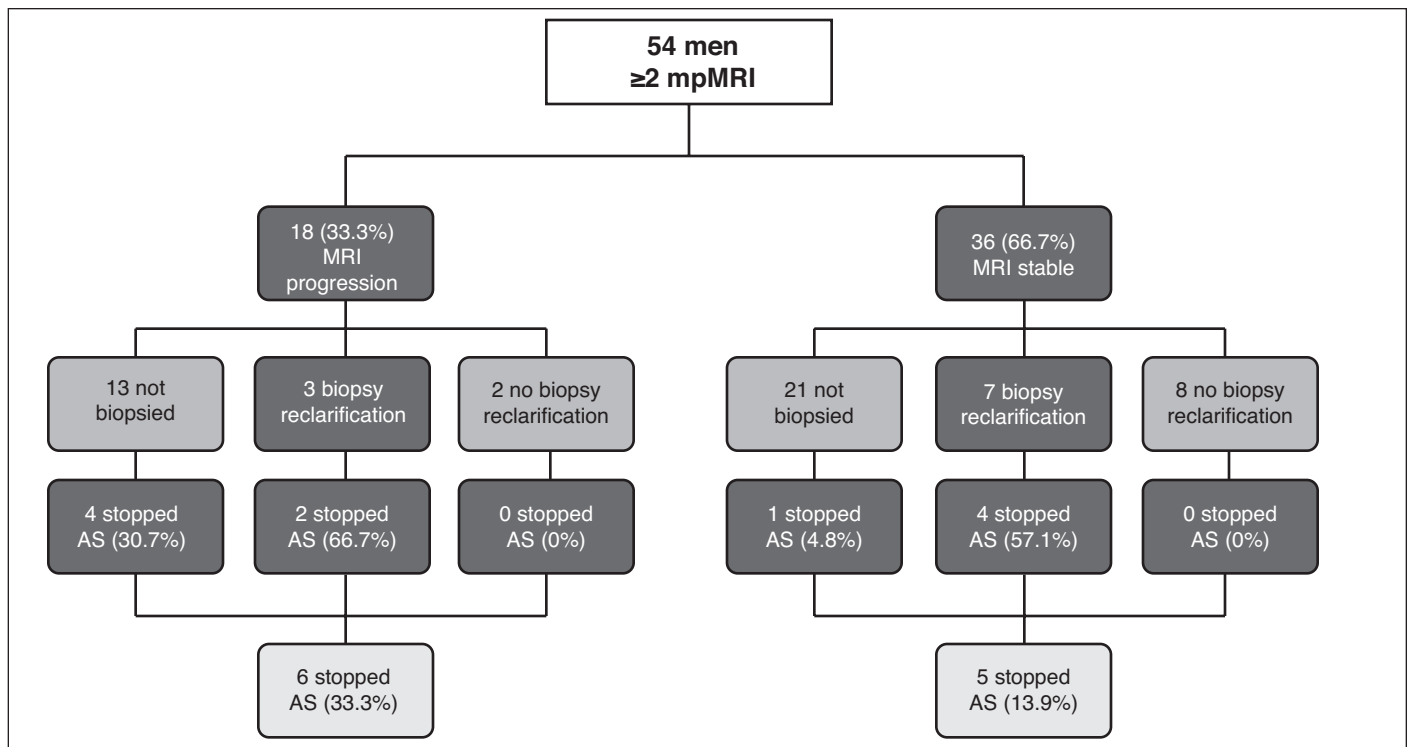 54 men
≥2 mpMRI
18 (33.3%)
MRI
progression
36 (66.7%)
MRI stable
13 not
biopsied
3 biopsy
reclarification
2 no biopsy
reclarification
21 not
biopsied
7 biopsy
reclarification
8 no biopsy
reclarification
4 stopped
AS (30.7%)
2 stopped
AS (66.7%)
0 stopped
AS (0%)
1 stopped
AS (4.8%)
4 stopped
AS (57.1%)
0 stopped
AS (0%)
6 stopped
AS (33.3%)
5 stopped
AS (13.9%)